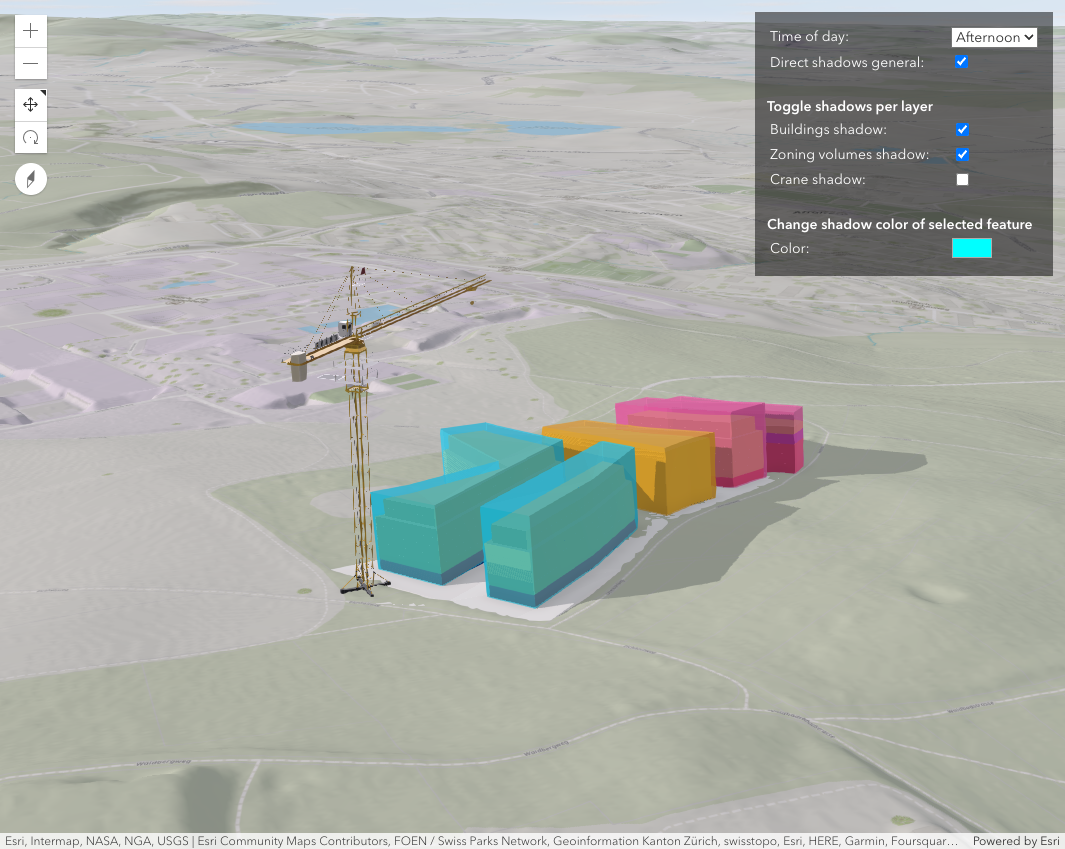 Time of day:
Afternoon
Direct shadows general:
Toggle shadows per layer
Buildings shadow:
Zoning volumes shadow:
Crane shadow:
Change shadow color of selected feature
Color:
Esri, Intermap, NASA, NGA, USGS | Esri Community Maps Contributors, FOEN / Swiss Parks Network, Geoinformation Kanton Zürich, swisstopo, Esri, HERE, Garmin, Foursquar…
Powered by Esri